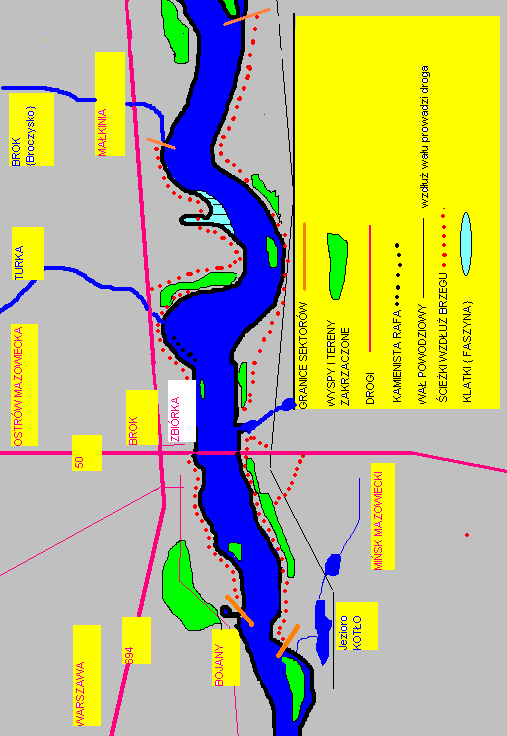 BROK
(Broczysko}
MAŁKINIA
TURKA
OSTRÓW MAZOWIECKA
BROK
ZBIÓRKA
50
WARSZAWA
694
BOJANY
Jezioro
KOTŁO
MIŃSK MAZOWIECKI
GRANICE SEKTORÓW
WYSPY I TERENY
ZAKRZACZONE
DROGI
KAMIENISTA RAFA
WAŁ POWODZIOWY
wzdłuż wału prowadzi droga
ŚCIEŻKI WZDŁUŻ BRZEGU
KLATKI ( FASZYNA}